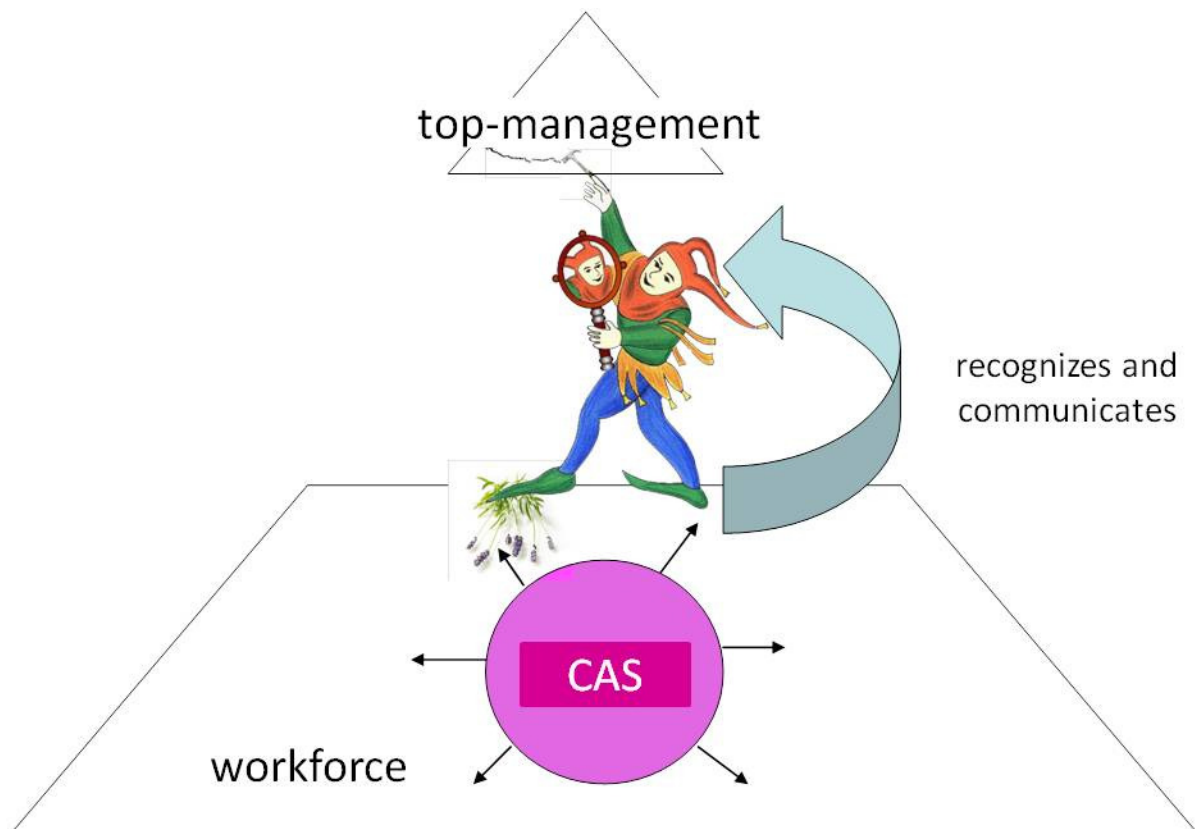 top-management
recognizes and
communicates
CAS
workforce